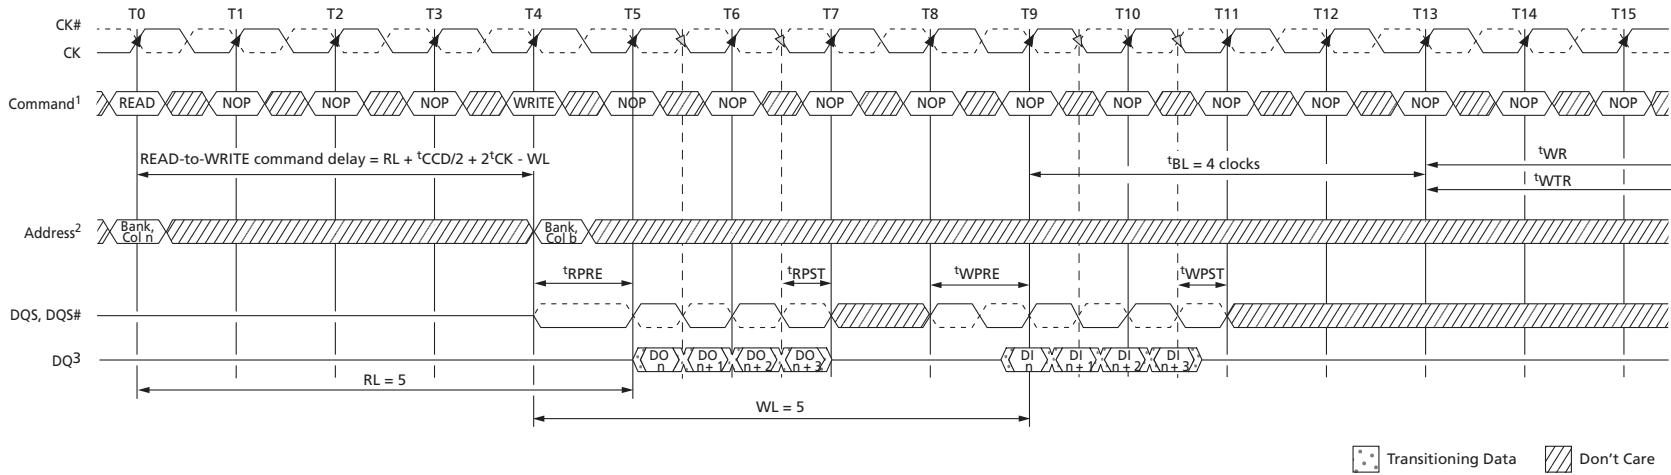 T0 T1 T2 T3 T4 T5 T6 T7 T8 T9 T10 T11 T12 T13 T14 T15
CK#
CK
Command1 READ NOP NOP NOP WRITE NOP NOP NOP NOP NOP NOP NOP NOP NOP NOP NOP
READ-to-WRITE command delay = RL + tCCD/2 + 2tCK - WL
tBL = 4 clocks
tWR
tWTR
Address2 Bank, Col n Bank, Col b
tRPRE tRPST tWPRE tWPST
DQS, DQS#
DQ3 DO n DO n + 1 DO n + 2 DO n + 3 DI n DI n + 1 DI n + 2 DI n + 3
RL = 5
WL = 5
Transitioning Data Don't Care